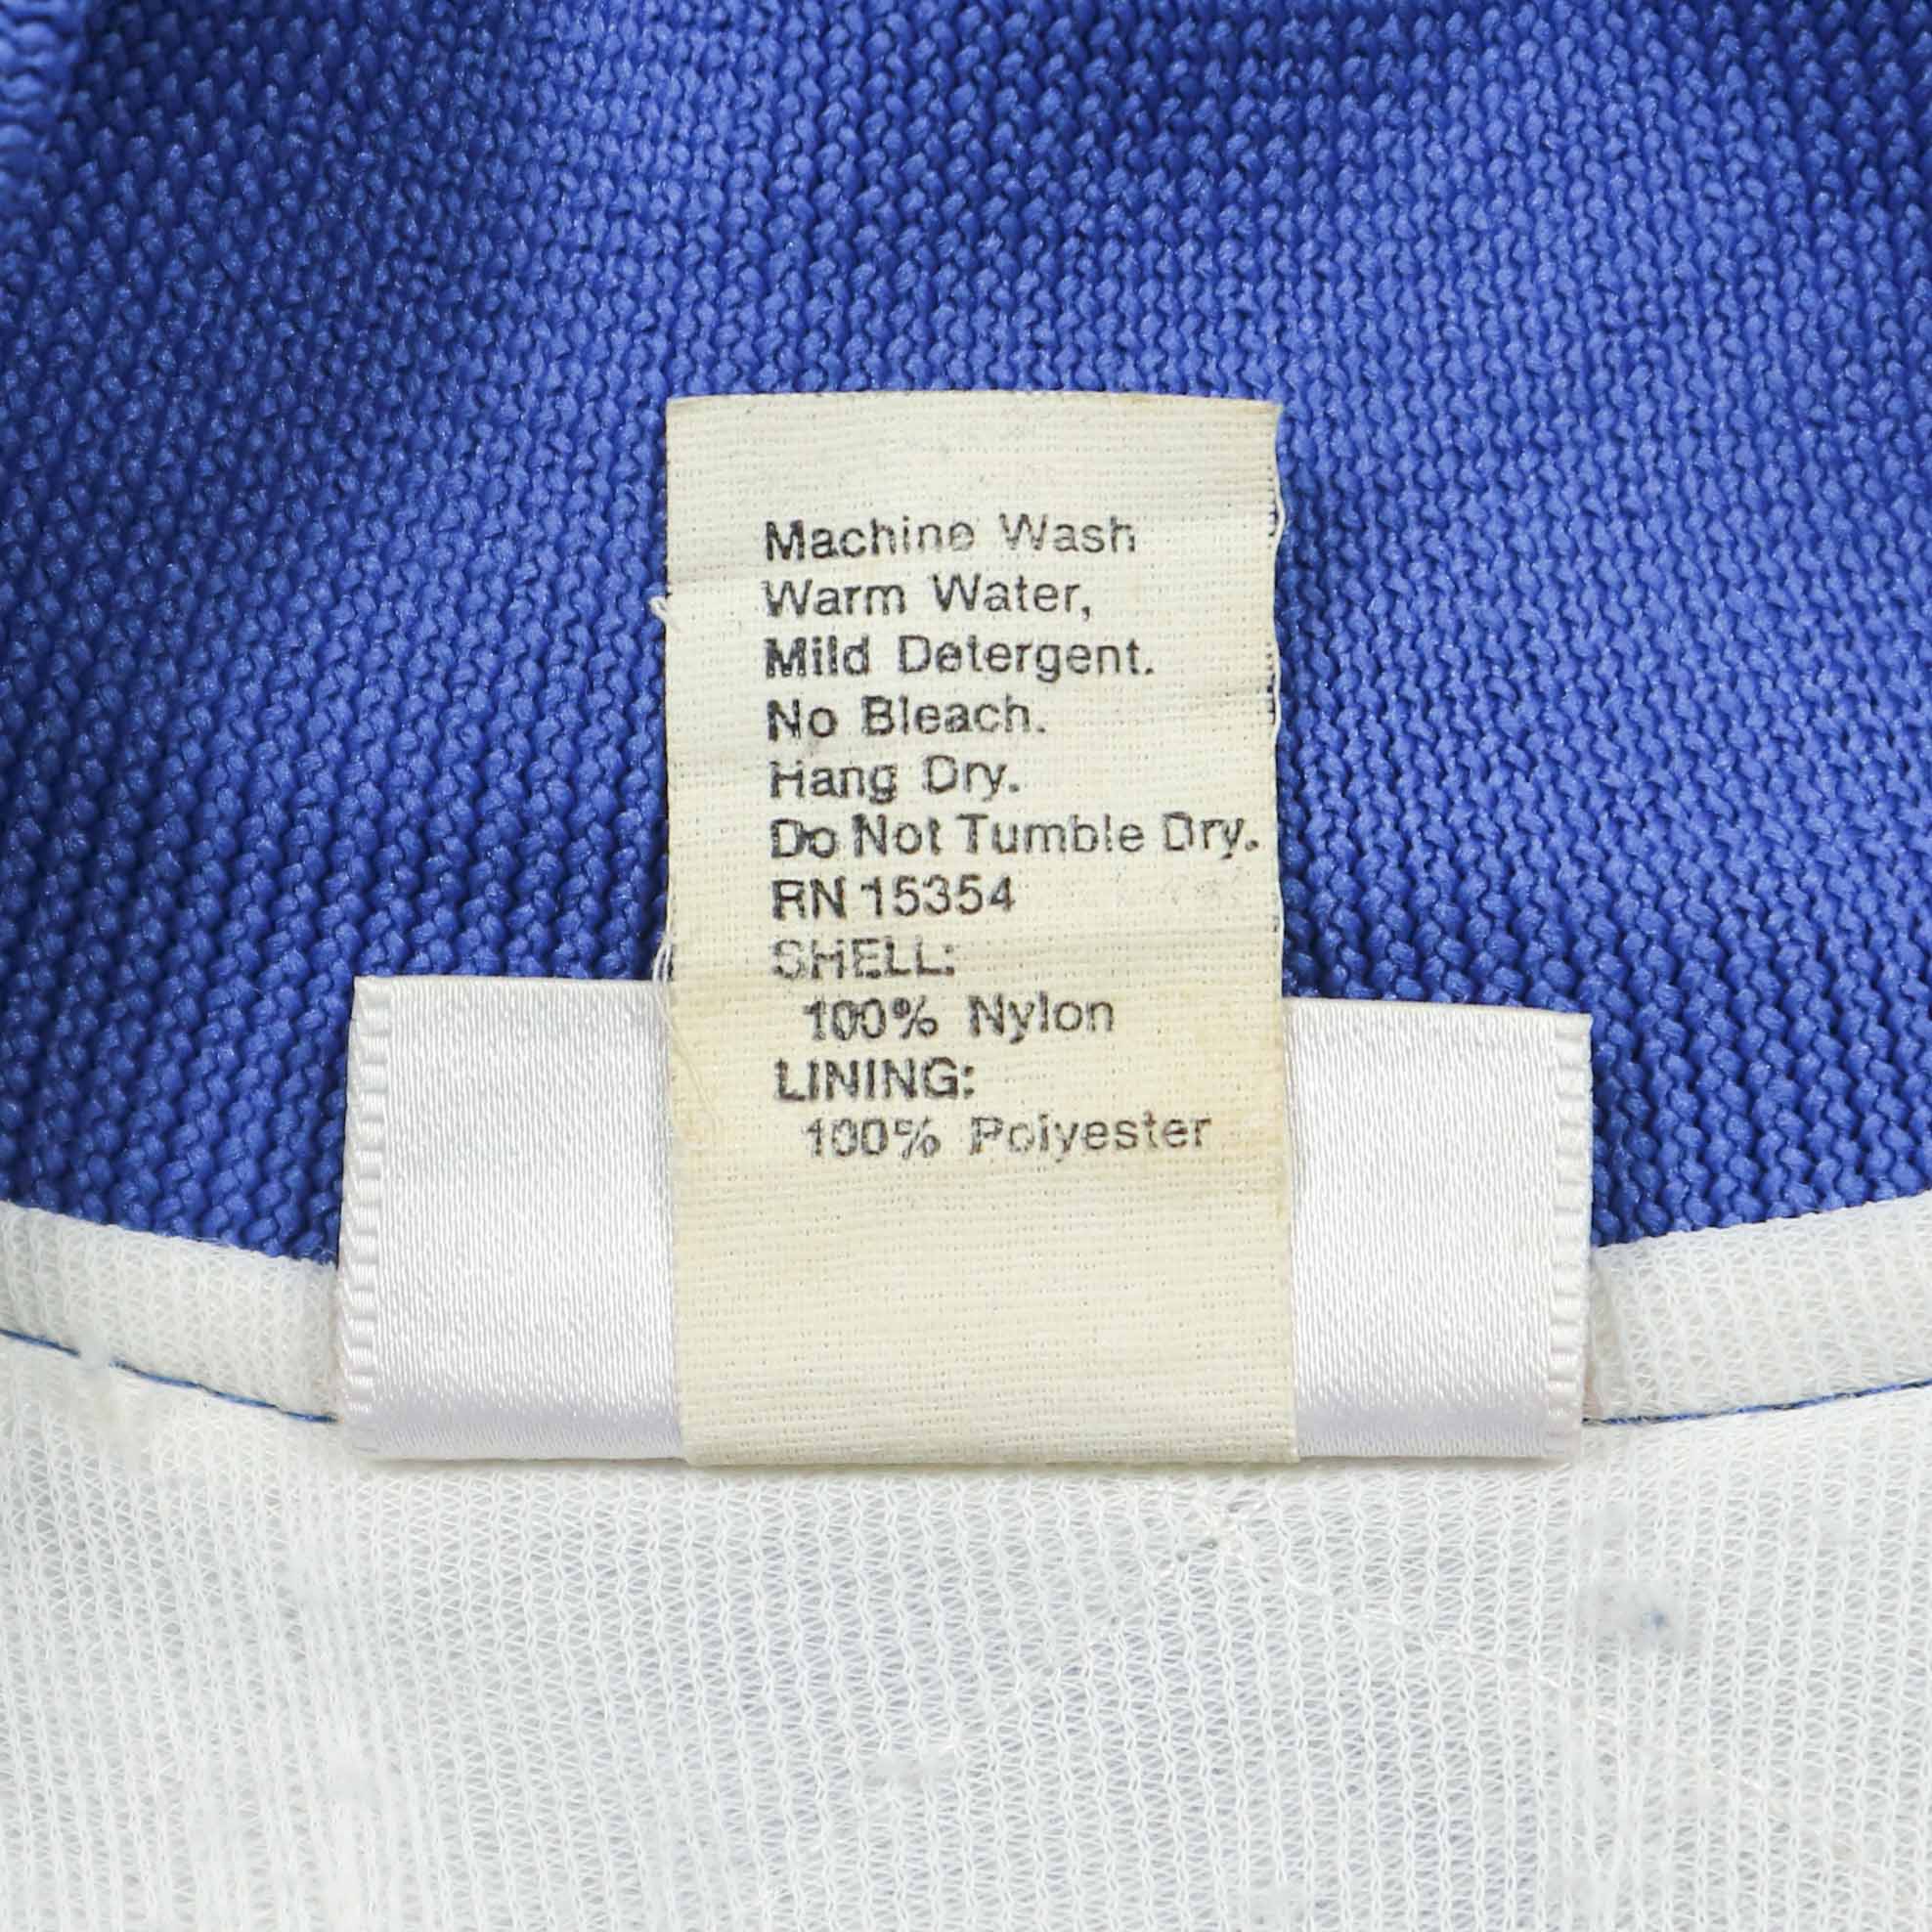 Machine Wash
Warm Water,
Mild Detergent.
No Bleach.
Hang Dry.
Do Not Tumble Dry.
RN 15354
SHELL:
100% Nylon
LINING:
100% Polyester